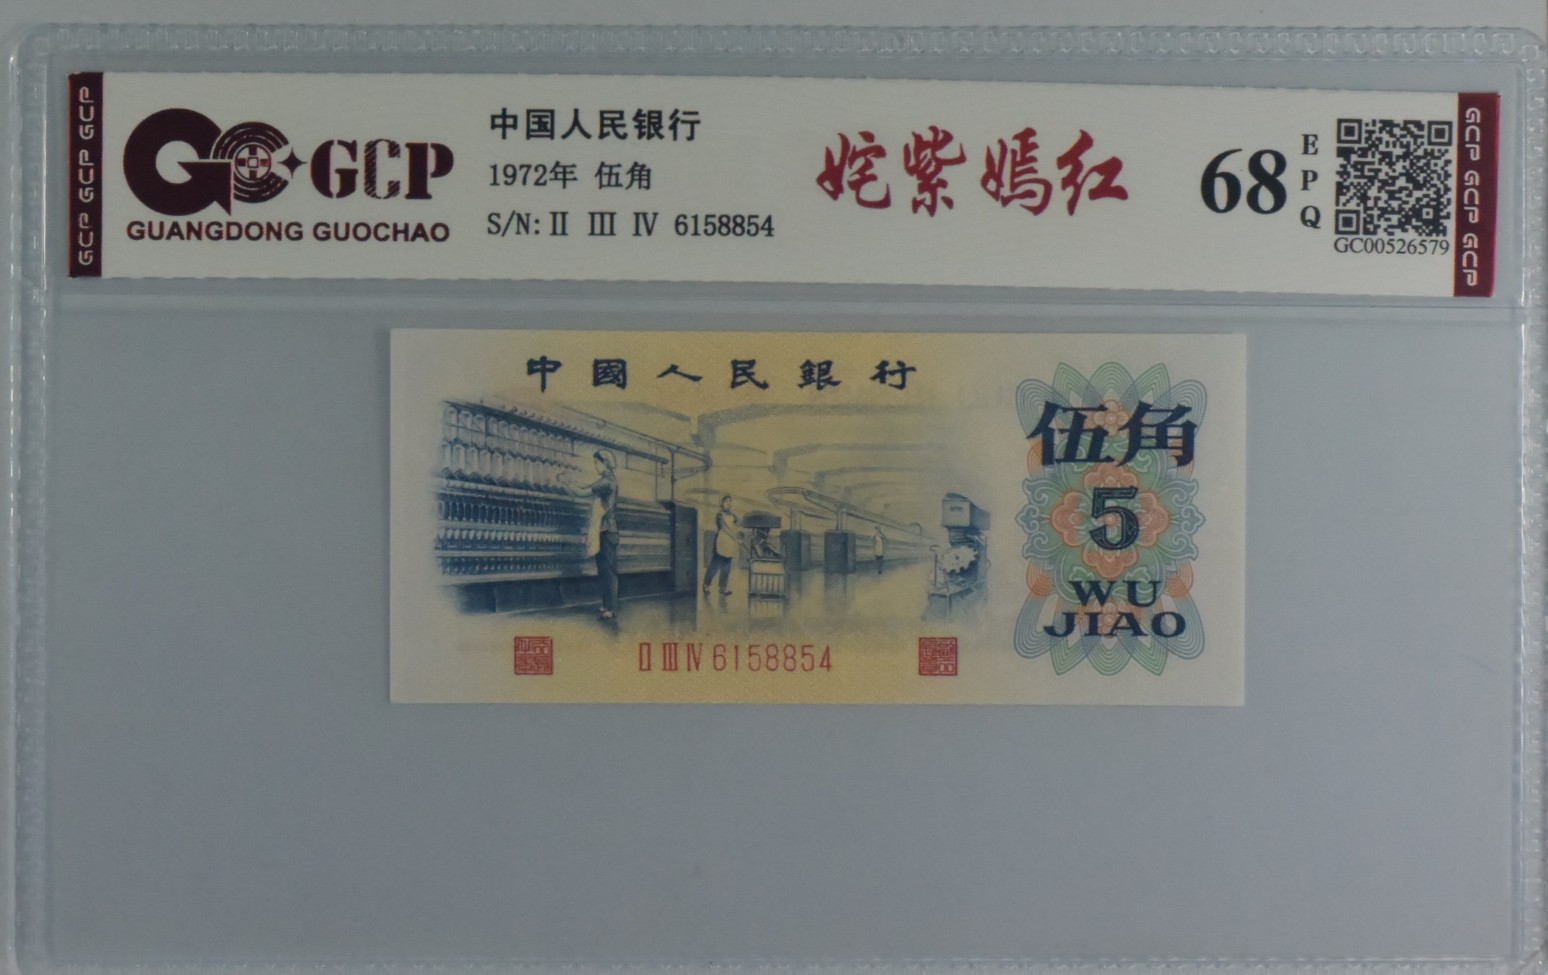 GCP GCP GCP
GCP
GUANGDONG GUOCHAO
中国人民银行
1972年 伍角
S/N: II III IV 6158854
姹紫嫣红
68
EPQ
GC00526579
GCP GCP GCP
中國人民銀行
伍角
5
WU
JIAO
II III IV 6158854